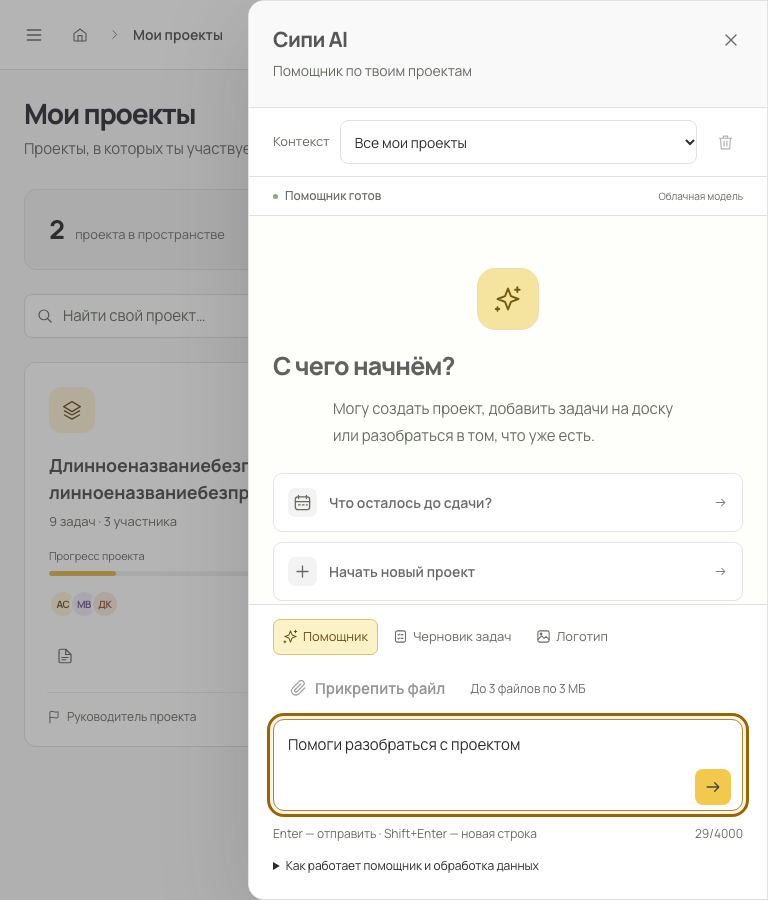 Мои проекты
Мои проекты
Проекты, в которых ты участвуе
2 проекта в пространстве
Найти свой проект...
Длинноеназваниебезг
линноеназваниебезпр
9 задач · 3 участника
Прогресс проекта
АС МВ ДК
Руководитель проекта
Сипи AI
Помощник по твоим проектам
Контекст Все мои проекты
Помощник готов Облачная модель
С чего начнём?
Могу создать проект, добавить задачи на доску
или разобраться в том, что уже есть.
Что осталось до сдачи?
Начать новый проект
Помощник Черновик задач Логотип
Прикрепить файл До 3 файлов по 3 МБ
Помоги разобраться с проектом
Enter — отправить · Shift+Enter — новая строка 29/4000
Как работает помощник и обработка данных